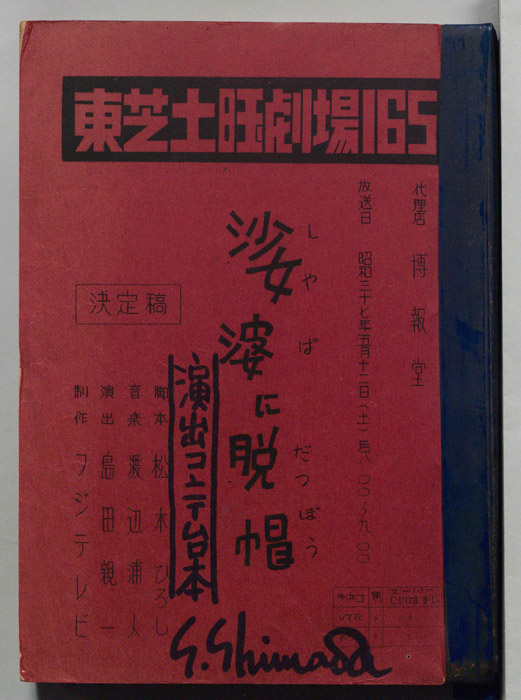 東芝土曜劇場165
代理店 博報堂
放送日 昭和三十七年五月十二日(土)后八.〇〇~九.〇〇
しゃば だつぼう
娑婆に脱帽
演出コンテ台本
決定稿
脚本 松木ひろし
音楽 渡辺浦人
演出 島田親一
制作 フジテレビ
キネコ
VTR
S. Shimada